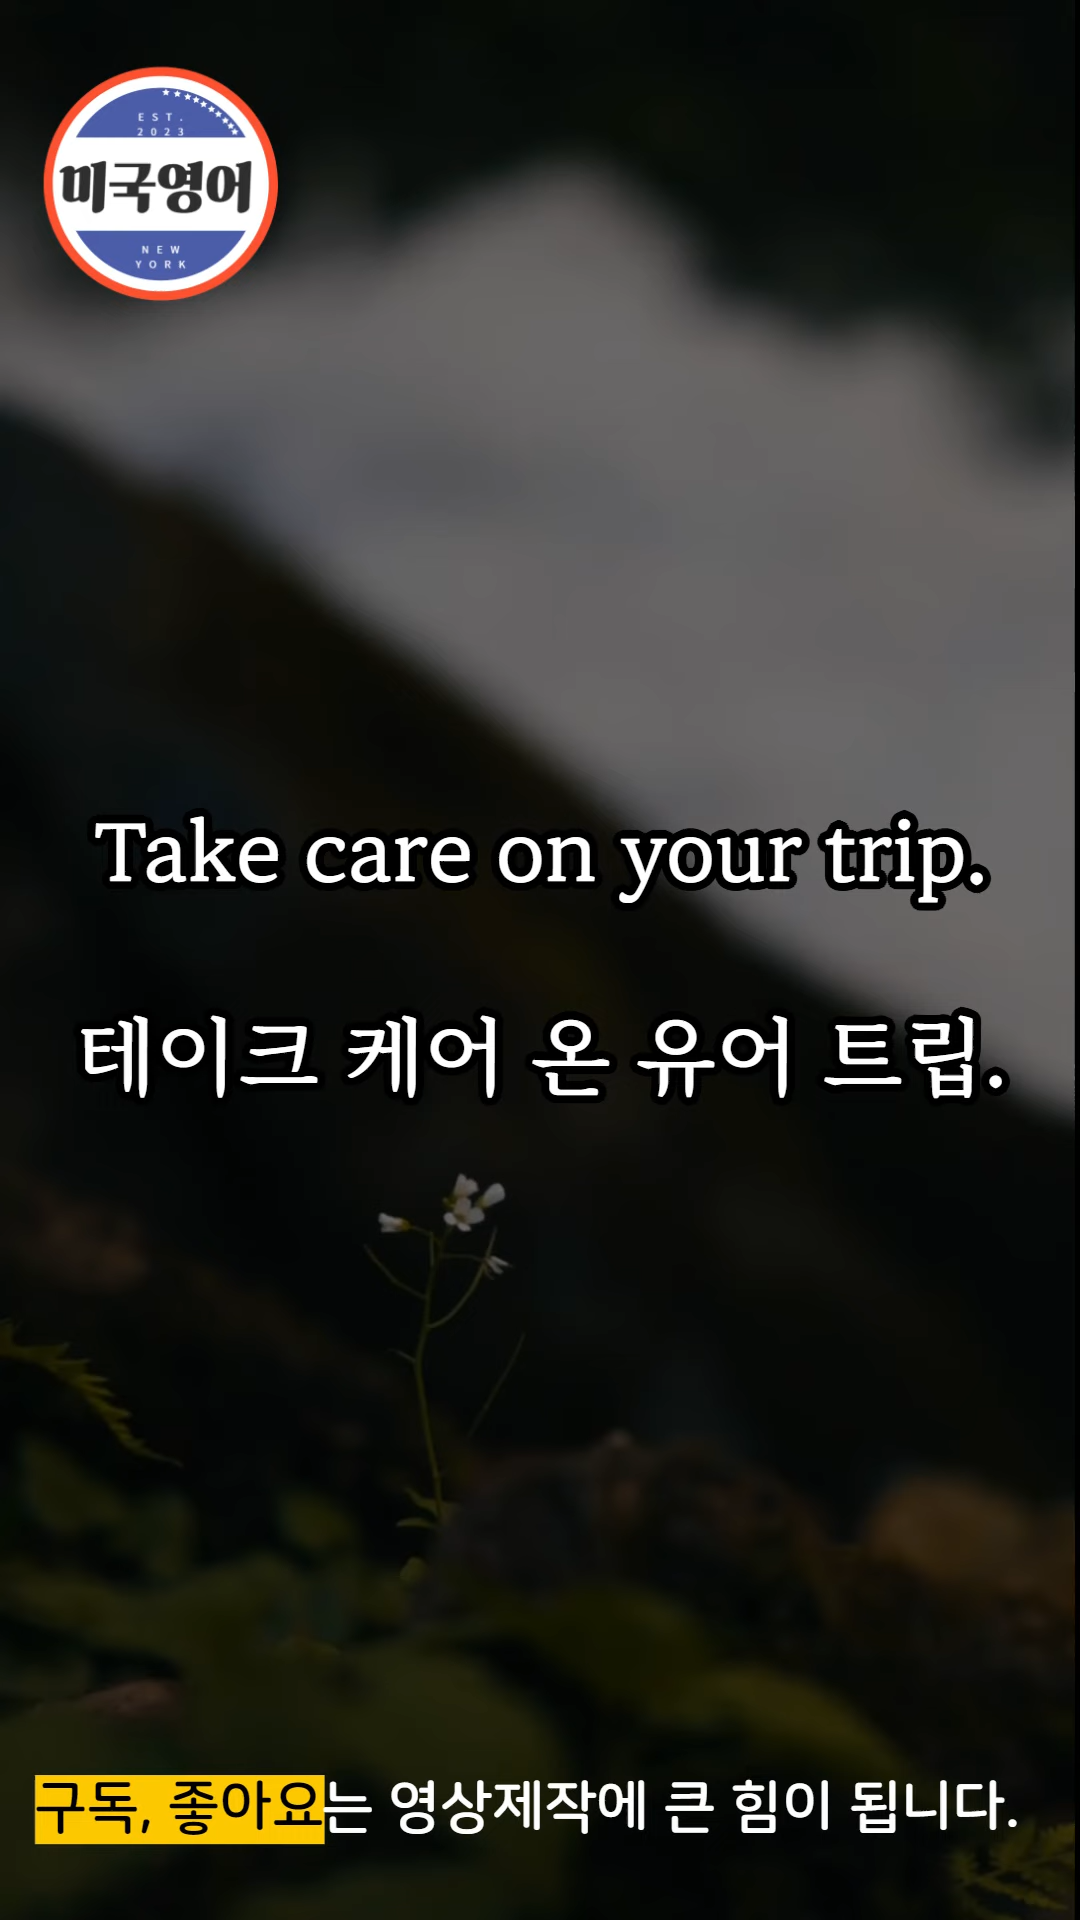 EST.
2023
미국영어
NEW
YORK
Take care on your trip.
테이크 케어 온 유어 트립.
구독, 좋아요는 영상제작에 큰 힘이 됩니다.